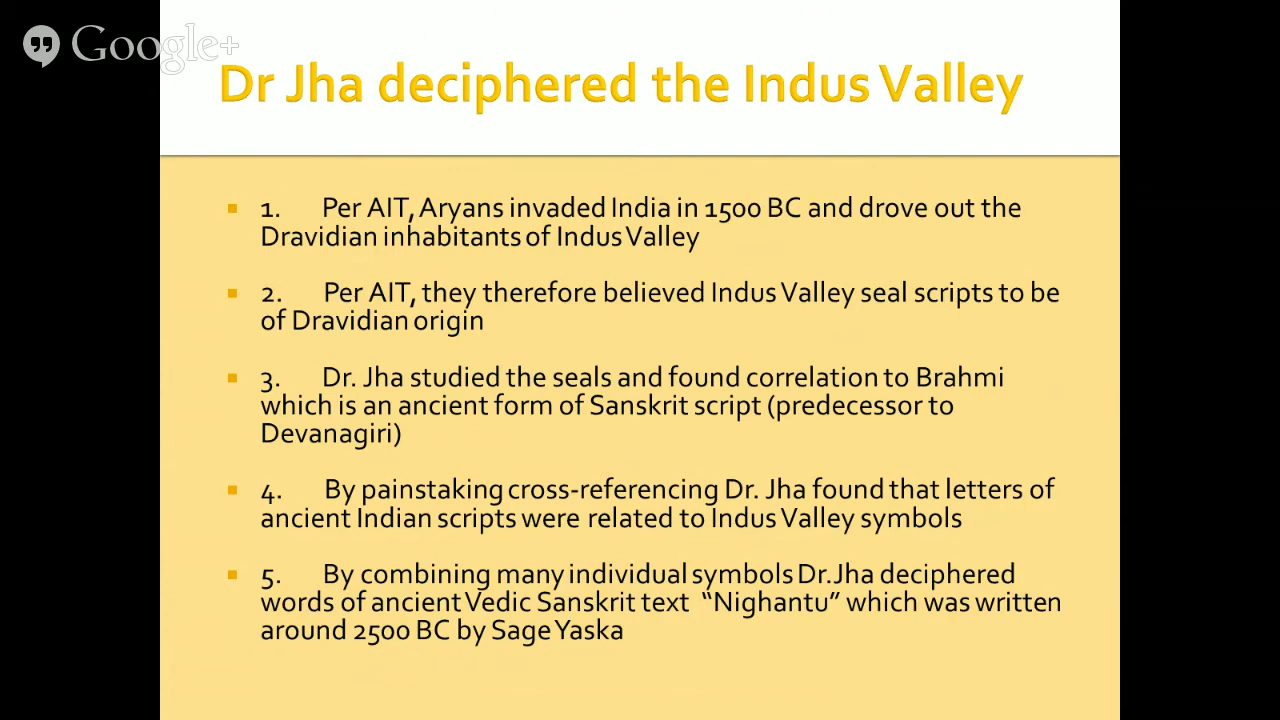 Google+
Dr Jha deciphered the Indus Valley
1. Per AIT, Aryans invaded India in 1500 BC and drove out the
Dravidian inhabitants of Indus Valley
2. Per AIT, they therefore believed Indus Valley seal scripts to be
of Dravidian origin
3. Dr. Jha studied the seals and found correlation to Brahmi
which is an ancient form of Sanskrit script (predecessor to
Devanagiri)
4. By painstaking cross-referencing Dr. Jha found that letters of
ancient Indian scripts were related to Indus Valley symbols
5. By combining many individual symbols Dr.Jha deciphered
words of ancient Vedic Sanskrit text “Nighantu” which was written
around 2500 BC by Sage Yaska